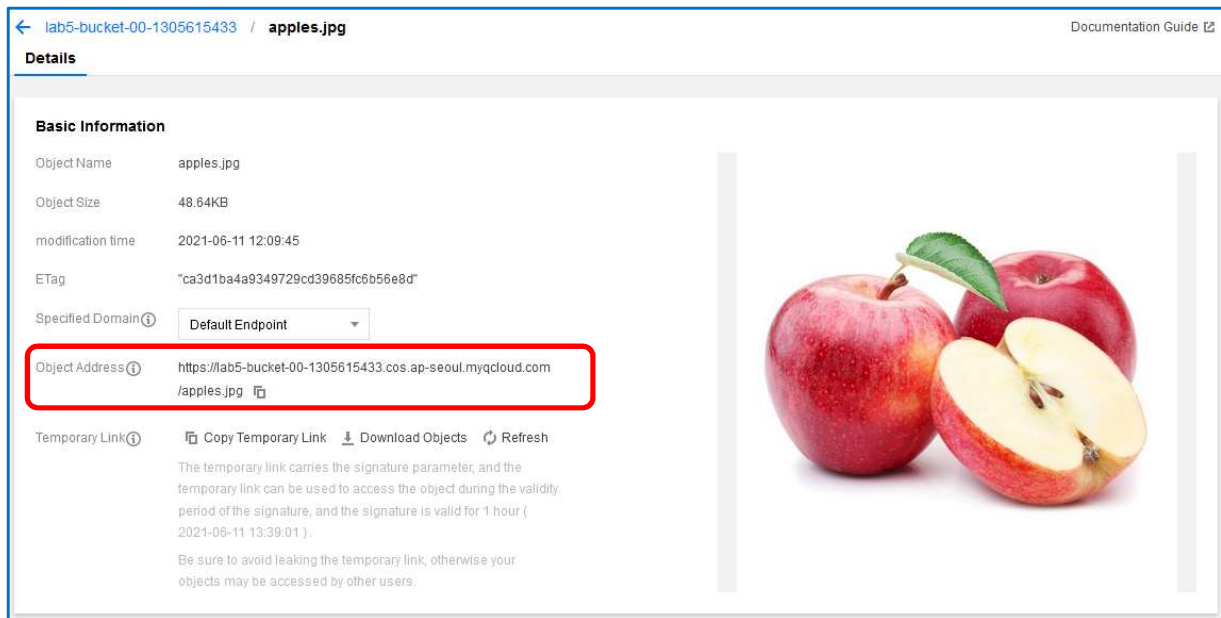 lab5-bucket-00-1305615433 / apples.jpg
Documentation Guide
Details
Basic Information
Object Name apples.jpg
Object Size 48.64KB
modification time 2021-06-11 12:09:45
ETag "ca3d1ba4a9349729cd39685fc6b56e8d"
Specified Domain Default Endpoint
Object Address https://lab5-bucket-00-1305615433.cos.ap-seoul.myqcloud.com
/apples.jpg
Temporary Link Copy Temporary Link Download Objects Refresh
The temporary link carries the signature parameter, and the
temporary link can be used to access the object during the validity
period of the signature, and the signature is valid for 1 hour (
2021-06-11 13:39:01 ) .
Be sure to avoid leaking the temporary link, otherwise your
objects may be accessed by other users.